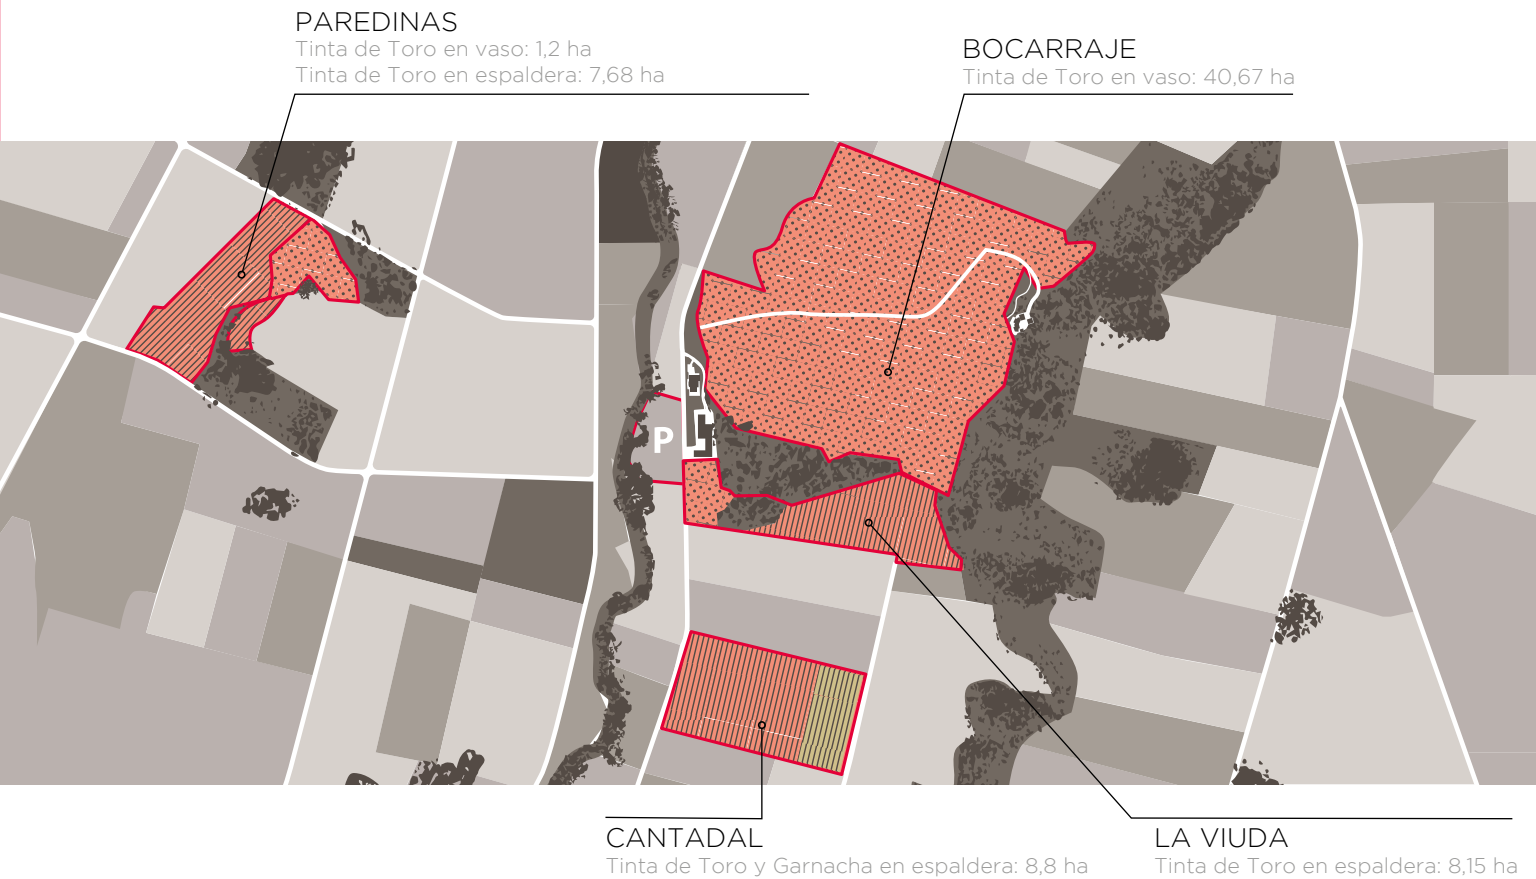 PAREDINAS
Tinta de Toro en vaso: 1,2 ha
Tinta de Toro en espaldera: 7,68 ha
BOCARRAJE
Tinta de Toro en vaso: 40,67 ha
P
CANTADAL
Tinta de Toro y Garnacha en espaldera: 8,8 ha
LA VIUDA
Tinta de Toro en espaldera: 8,15 ha